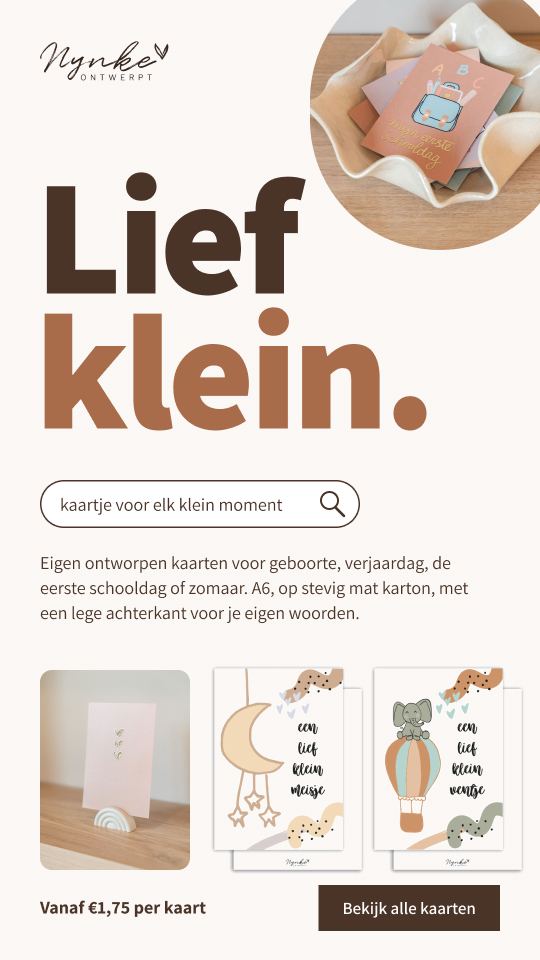 Nynke
ONTWERPT
A B C
mijn eerste
schooldag
Lief
klein.
kaartje voor elk klein moment
Eigen ontworpen kaarten voor geboorte, verjaardag, de
eerste schooldag of zomaar. A6, op stevig mat karton, met
een lege achterkant voor je eigen woorden.
een
lief
klein
meisje
Nynke
een
lief
klein
ventje
Nynke
Vanaf €1,75 per kaart
Bekijk alle kaarten